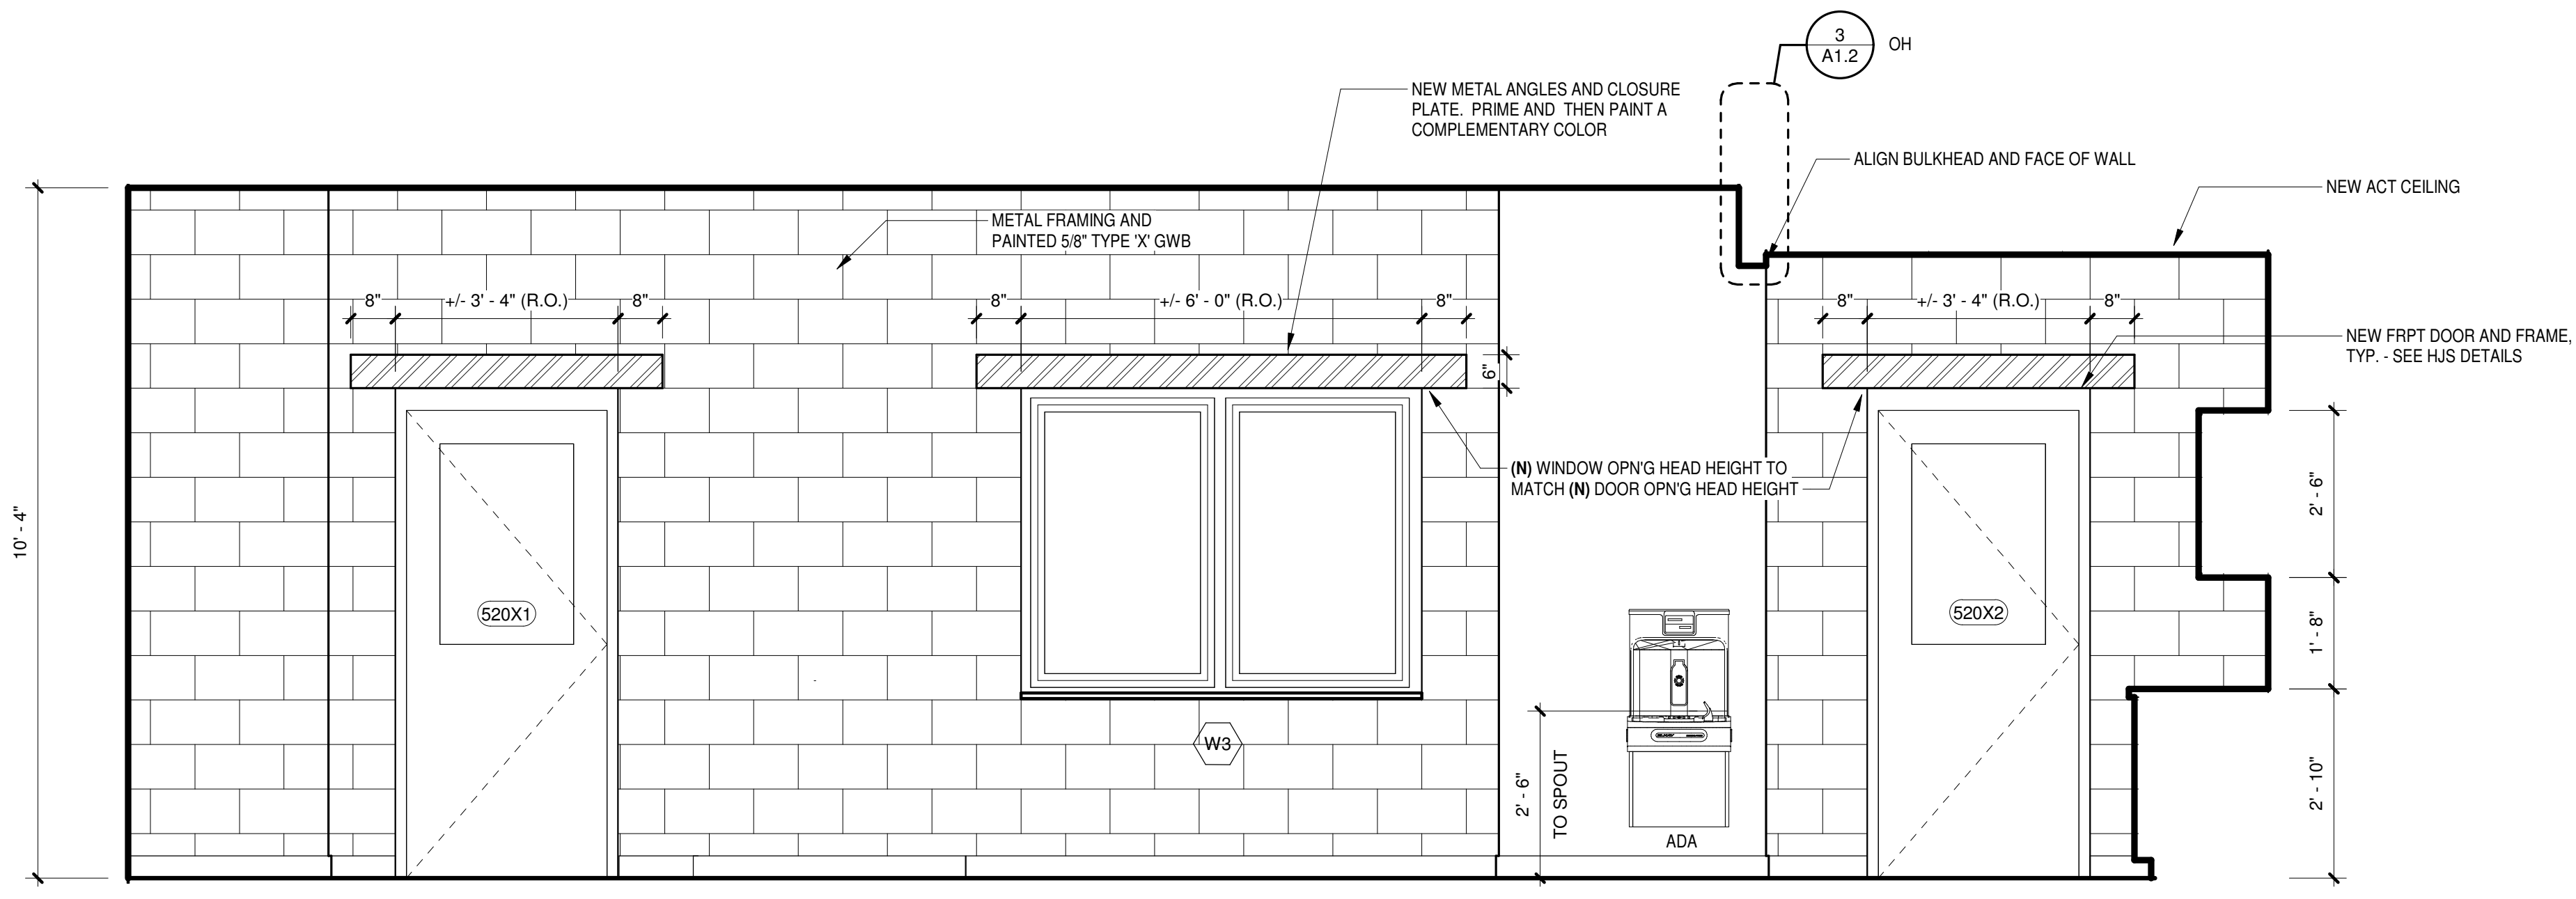 3
A1.2
OH
NEW METAL ANGLES AND CLOSURE
PLATE. PRIME AND THEN PAINT A
COMPLEMENTARY COLOR
ALIGN BULKHEAD AND FACE OF WALL
NEW ACT CEILING
METAL FRAMING AND
PAINTED 5/8" TYPE 'X' GWB
8"
+/- 3' - 4" (R.O.)
8"
8"
+/- 6' - 0" (R.O.)
8"
8"
+/- 3' - 4" (R.O.)
8"
NEW FRPT DOOR AND FRAME,
TYP. - SEE HJS DETAILS
6"
(N) WINDOW OPN'G HEAD HEIGHT TO
MATCH (N) DOOR OPN'G HEAD HEIGHT
10' - 4"
2' - 6"
520X1
520X2
1' - 8"
W3
2' - 6"
TO SPOUT
2' - 10"
ADA